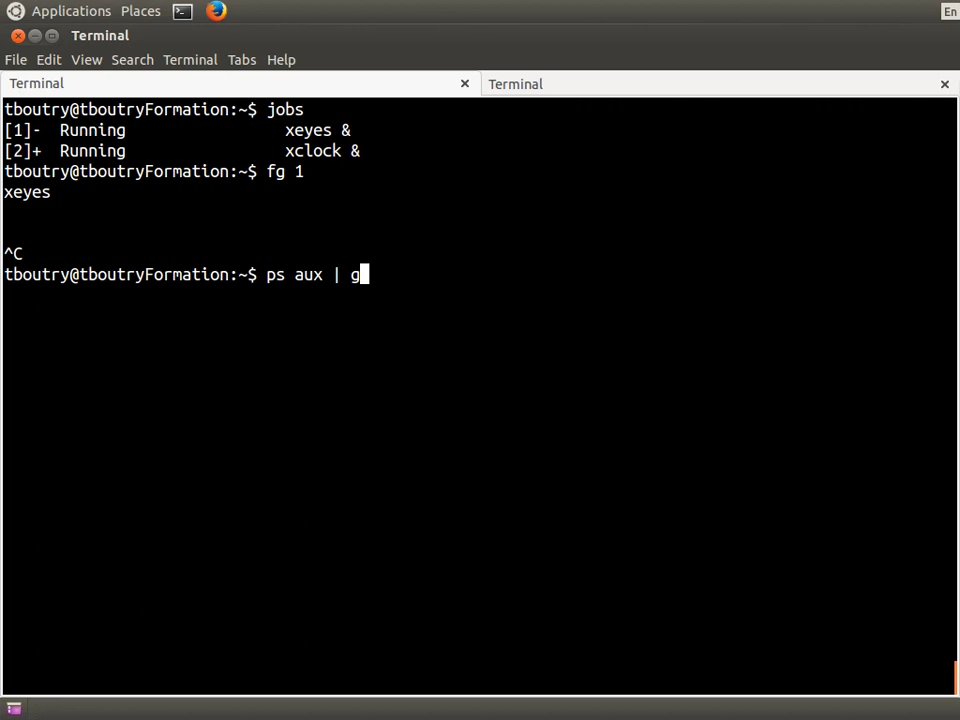 Applications Places
En
Terminal
File Edit View Search Terminal Tabs Help
Terminal
Terminal
tboutry@tboutryFormation:~$ jobs
[1]- Running xeyes &
[2]+ Running xclock &
tboutry@tboutryFormation:~$ fg 1
xeyes
^C
tboutry@tboutryFormation:~$ ps aux | g